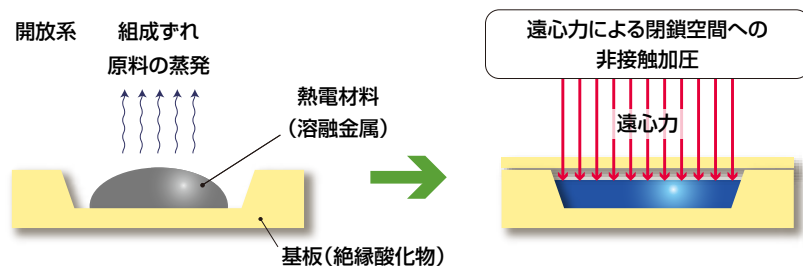 開放系
組成ずれ
原料の蒸発
熱電材料
(溶融金属)
基板(絶縁酸化物)
遠心力による閉鎖空間への
非接触加圧
遠心力